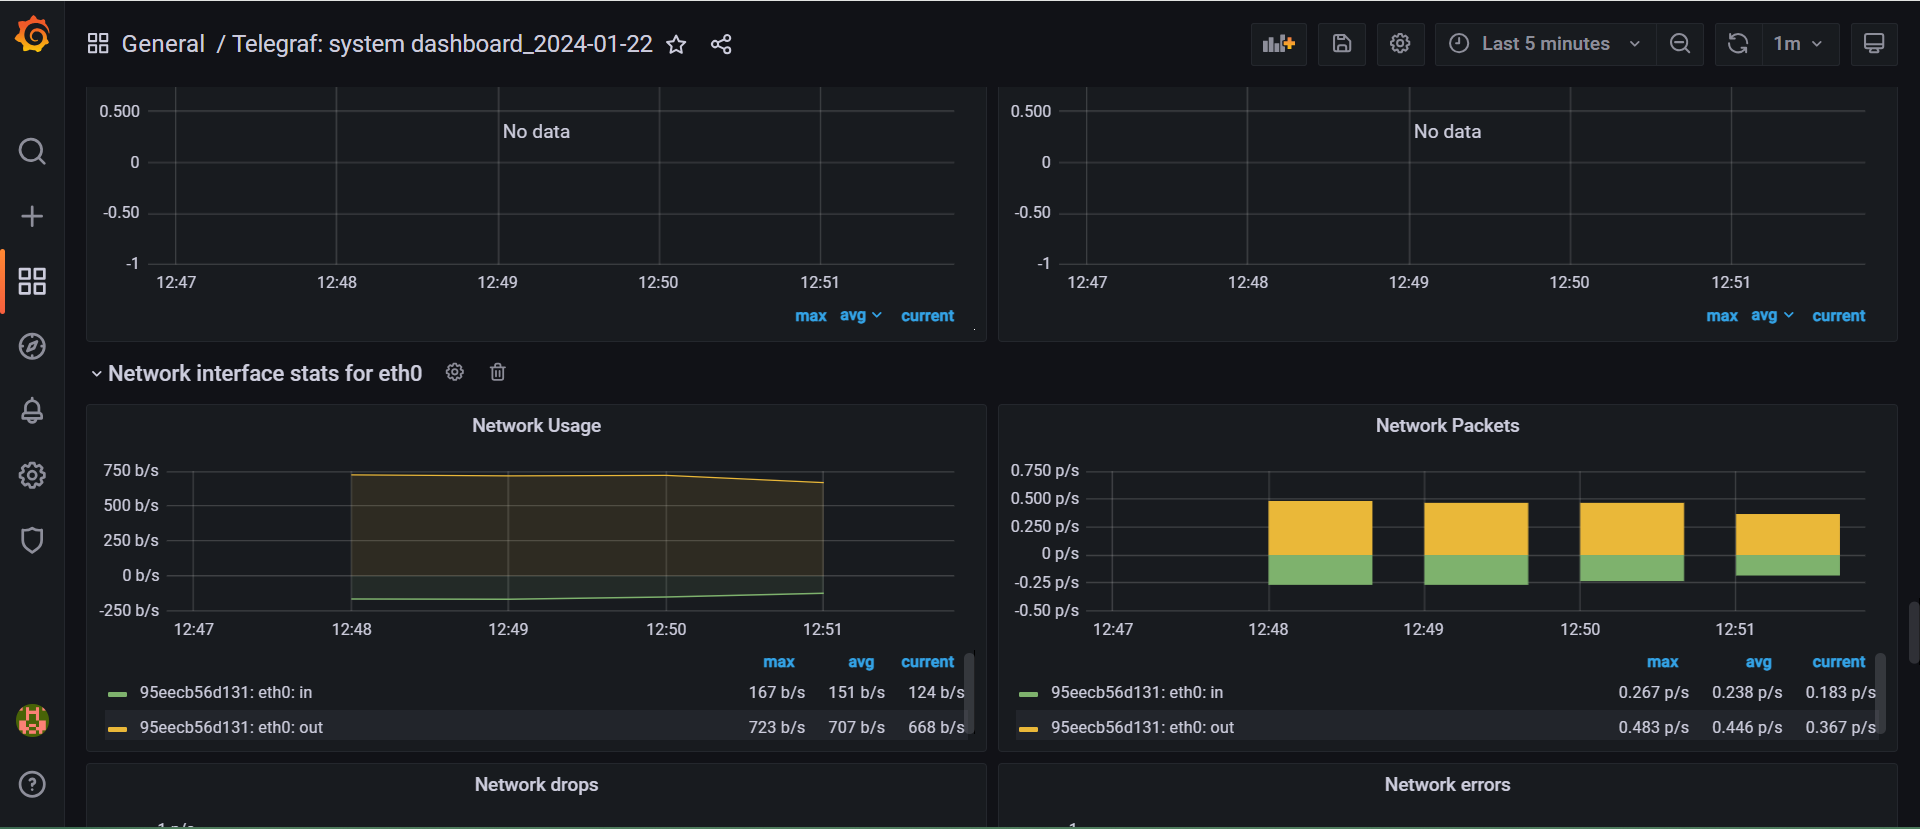 General / Telegraf: system dashboard_2024-01-22
Last 5 minutes
1m
0.500
0
-0.50
-1
No data
12:47 12:48 12:49 12:50 12:51
max avg current
0.500
0
-0.50
-1
No data
12:47 12:48 12:49 12:50 12:51
max avg current
Network interface stats for eth0
Network Usage
750 b/s
500 b/s
250 b/s
0 b/s
-250 b/s
12:47 12:48 12:49 12:50 12:51
max avg current
95eecb56d131: eth0: in 167 b/s 151 b/s 124 b/s
95eecb56d131: eth0: out 723 b/s 707 b/s 668 b/s
Network Packets
0.750 p/s
0.500 p/s
0.250 p/s
0 p/s
-0.25 p/s
-0.50 p/s
12:47 12:48 12:49 12:50 12:51
max avg current
95eecb56d131: eth0: in 0.267 p/s 0.238 p/s 0.183 p/s
95eecb56d131: eth0: out 0.483 p/s 0.446 p/s 0.367 p/s
Network drops
Network errors